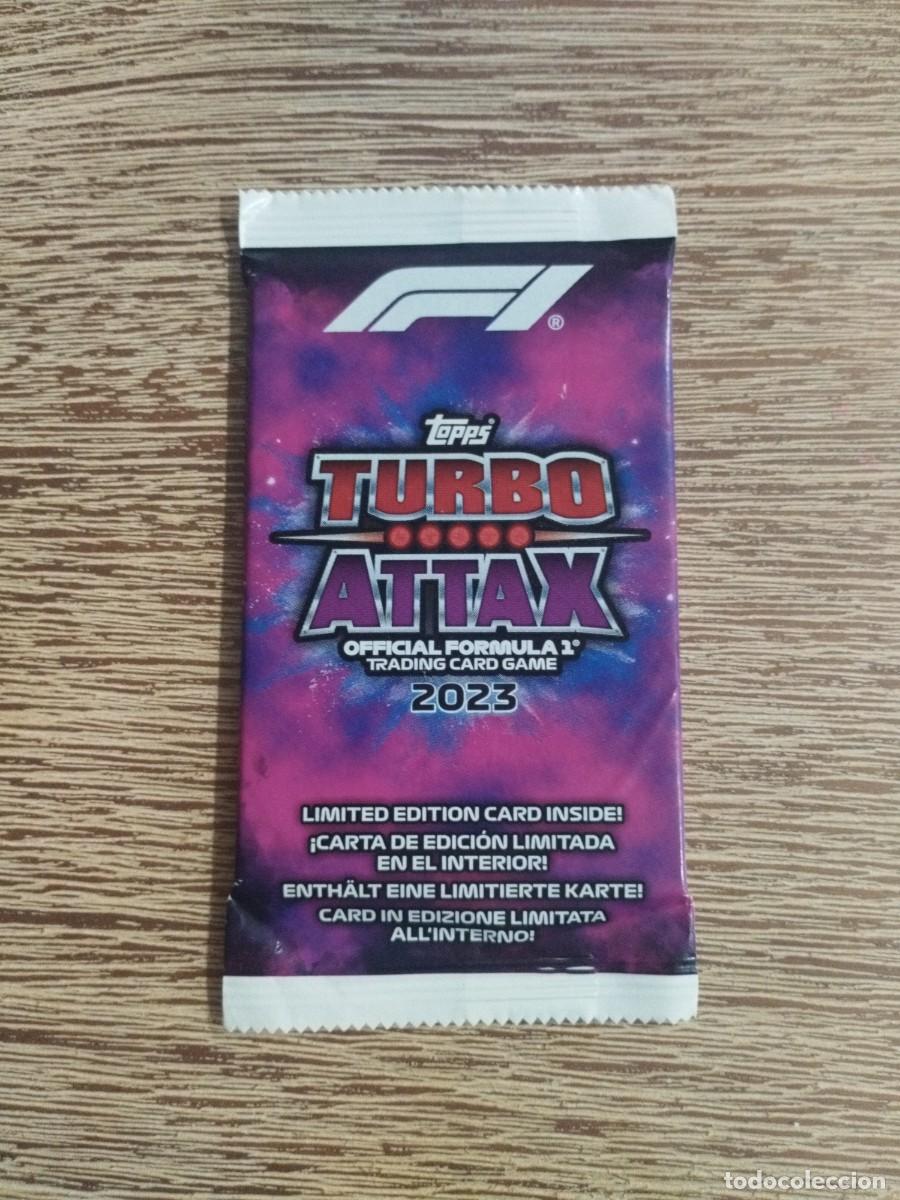 F1®
topps®
TURBO
ATTAX
OFFICIAL FORMULA 1®
TRADING CARD GAME
2023
LIMITED EDITION CARD INSIDE!
¡CARTA DE EDICIÓN LIMITADA
EN EL INTERIOR!
ENTHÄLT EINE LIMITIERTE KARTE!
CARD IN EDIZIONE LIMITATA
ALL'INTERNO!
todocoleccion